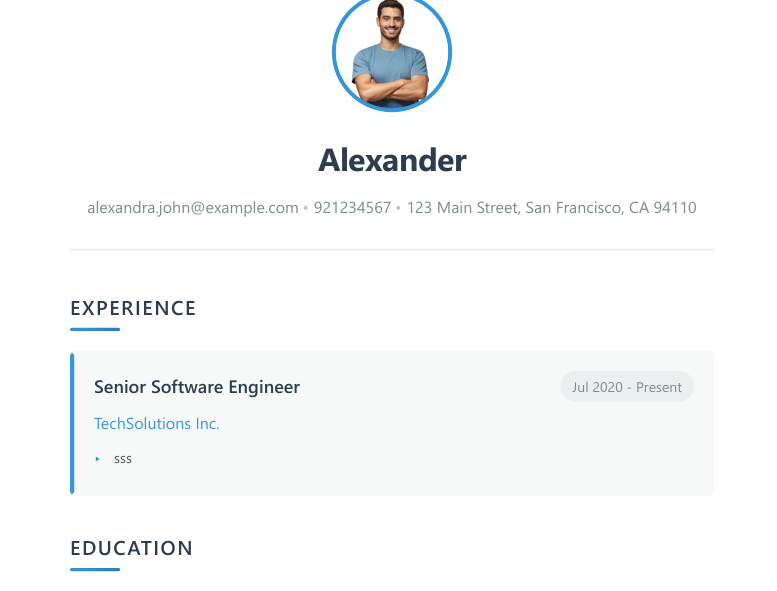 Alexander
alexandra.john@example.com • 921234567 • 123 Main Street, San Francisco, CA 94110
EXPERIENCE
Senior Software Engineer
Jul 2020 - Present
TechSolutions Inc.
‣ sss
EDUCATION